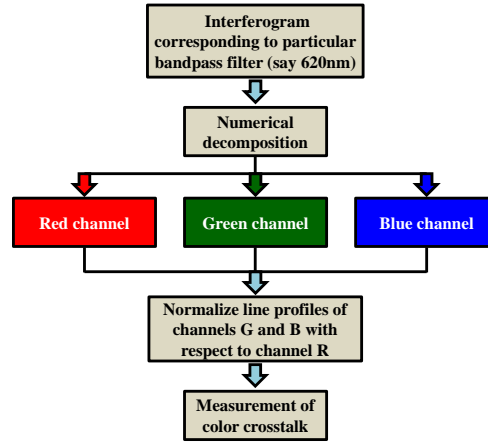 Interferogram
corresponding to particular
bandpass filter (say 620nm)
Numerical
decomposition
Red channel
Green channel
Blue channel
Normalize line profiles of
channels G and B with
respect to channel R
Measurement of
color crosstalk